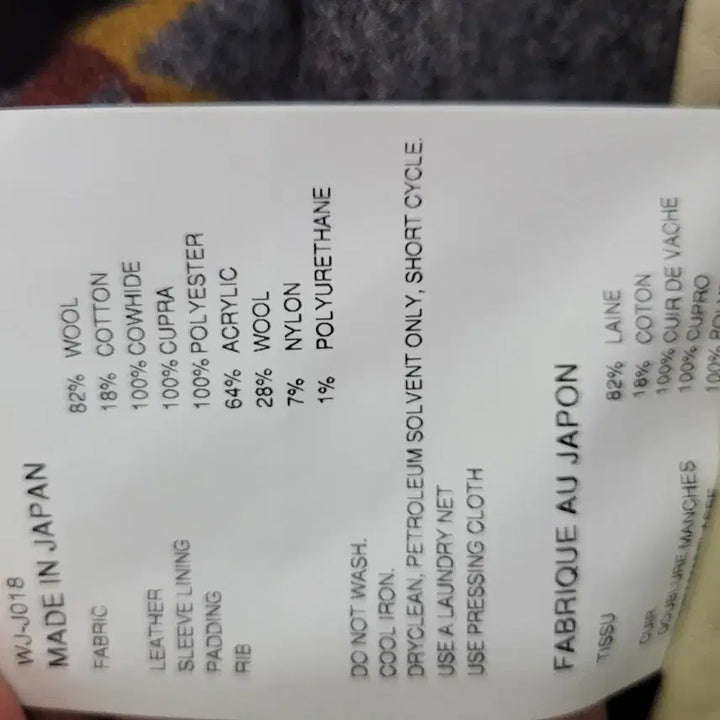 WJ-J018
MADE IN JAPAN
FABRIC 82% WOOL
18% COTTON
LEATHER 100% COWHIDE
SLEEVE LINING 100% CUPRA
PADDING 100% POLYESTER
RIB 64% ACRYLIC
28% WOOL
7% NYLON
1% POLYURETHANE
DO NOT WASH.
COOL IRON.
DRYCLEAN, PETROLEUM SOLVENT ONLY, SHORT CYCLE.
USE A LAUNDRY NET
USE PRESSING CLOTH
FABRIQUE AU JAPON
TISSU 82% LAINE
18% COTON
CUIR 100% CUIR DE VACHE
DOUBLURE MANCHES 100% CUPRO
100%